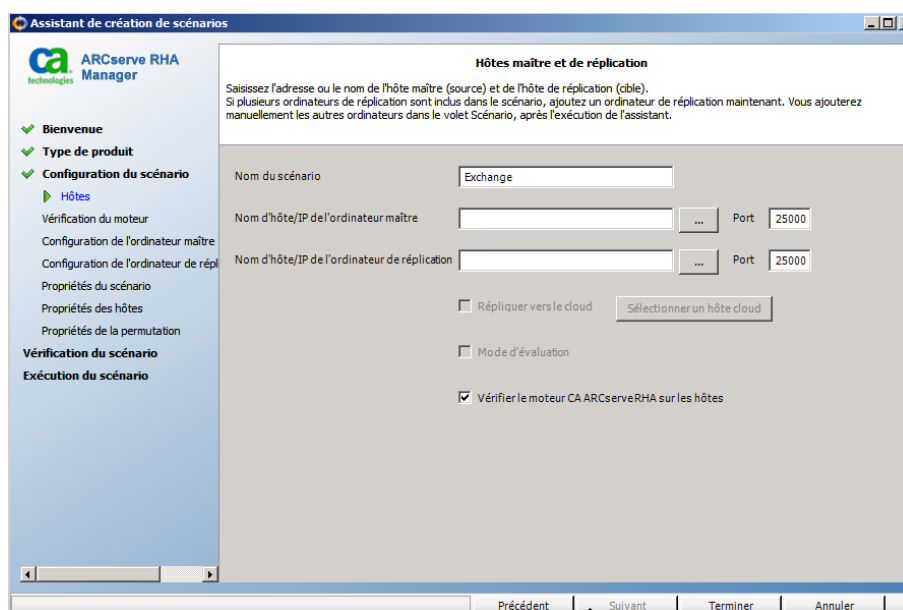 Assistant de création de scénarios
ca
technologies
ARCserve RHA
Manager
Bienvenue
Type de produit
Configuration du scénario
Hôtes
Vérification du moteur
Configuration de l'ordinateur maître
Configuration de l'ordinateur de répl
Propriétés du scénario
Propriétés des hôtes
Propriétés de la permutation
Vérification du scénario
Exécution du scénario
Hôtes maître et de réplication
Saisissez l'adresse ou le nom de l'hôte maître (source) et de l'hôte de réplication (cible).
Si plusieurs ordinateurs de réplication sont inclus dans le scénario, ajoutez un ordinateur de réplication maintenant. Vous ajouterez
manuellement les autres ordinateurs dans le volet Scénario, après l'exécution de l'assistant.
Nom du scénario Exchange
Nom d'hôte/IP de l'ordinateur maître ... Port 25000
Nom d'hôte/IP de l'ordinateur de réplication ... Port 25000
Répliquer vers le cloud Sélectionner un hôte cloud
Mode d'évaluation
Vérifier le moteur CA ARCserve RHA sur les hôtes
Précédent Suivant Terminer Annuler